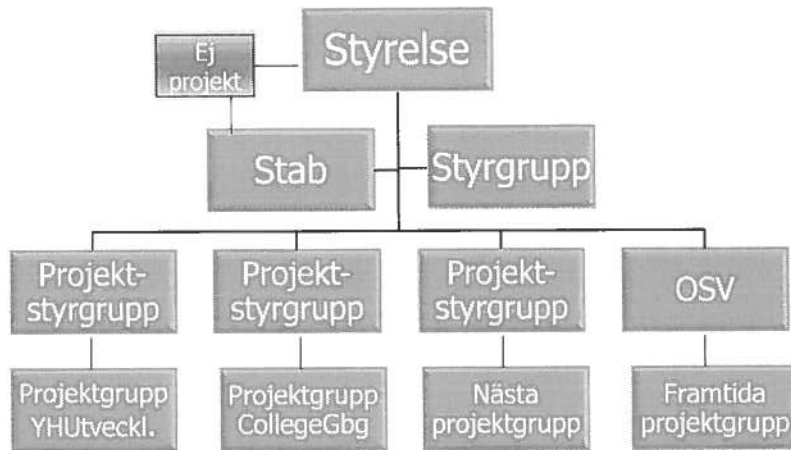 Styrelse
Ej
projekt
Stab
Styrgrupp
Projekt-
styrgrupp
Projekt-
styrgrupp
Projekt-
styrgrupp
OSV
Projektgrupp
YHUtveckl.
Projektgrupp
CollegeGbg
Nästa
projektgrupp
Framtida
projektgrupp